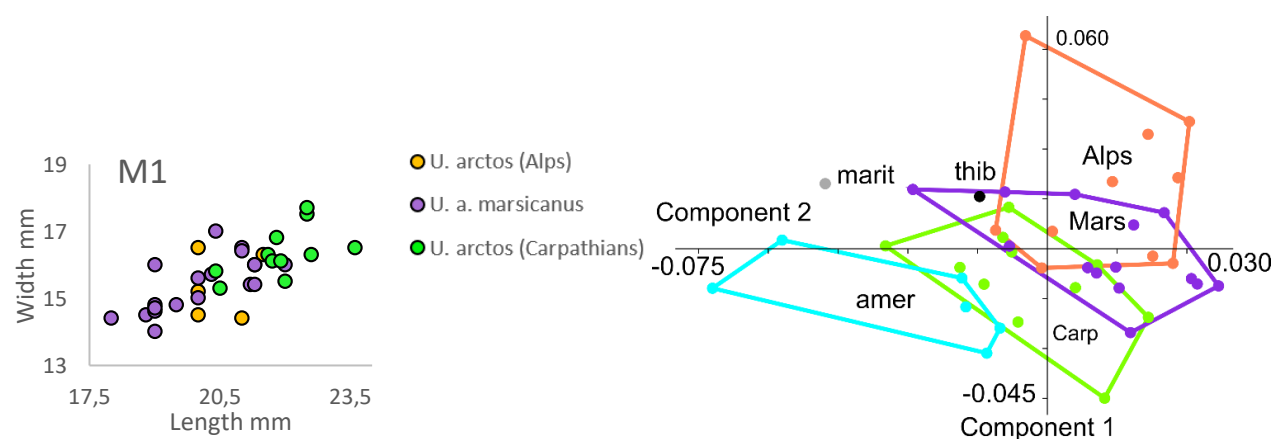 M1
19
17
15
13
17,5
20,5
23,5
Width mm
Length mm
U. arctos (Alps)
U. a. marsicanus
U. arctos (Carpathians)
0.060
Alps
marit
thib
Mars
Component 2
-0.075
0.030
amer
Carp
-0.045
Component 1